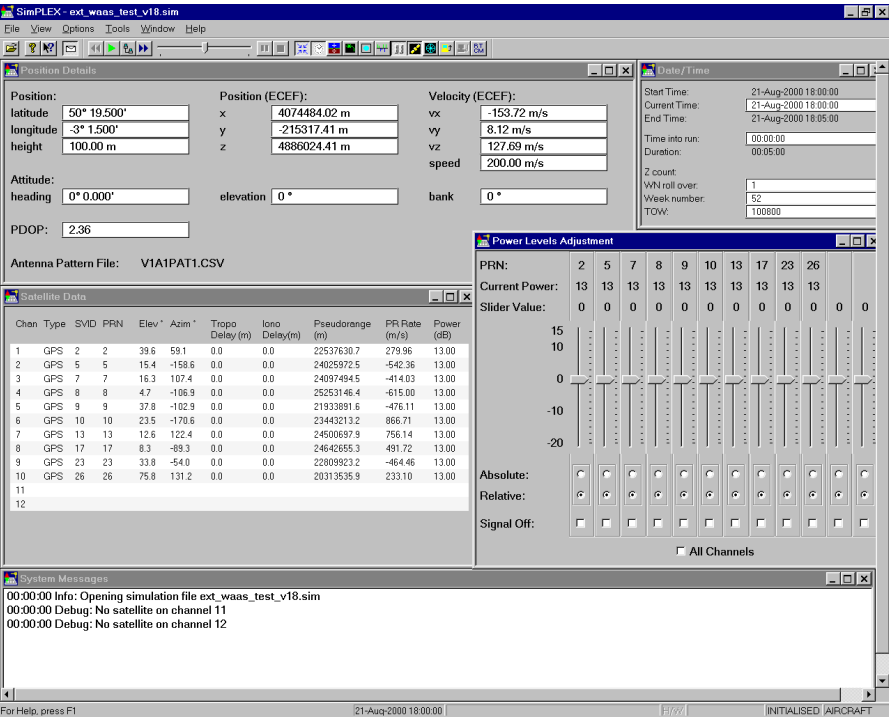 SimPLEX - ext_waas_test_v18.sim
File View Options Tools Window Help
Position Details
Position: Position (ECEF): Velocity (ECEF):
latitude 50° 19.500' x 4074484.02 m vx -153.72 m/s
longitude -3° 1.500' y -215317.41 m vy 8.12 m/s
height 100.00 m z 4886024.41 m vz 127.69 m/s
speed 200.00 m/s
Attitude:
heading 0° 0.000' elevation 0 ° bank 0 °
PDOP: 2.36
Antenna Pattern File: V1A1PAT1.CSV
Date/Time
Start Time: 21-Aug-2000 18:00:00
Current Time: 21-Aug-2000 18:00:00
End Time: 21-Aug-2000 18:05:00
Time into run: 00:00:00
Duration: 00:05:00
Z count:
WN roll over: 1
Week number: 52
TOW: 100800
Satellite Data
Chan Type SVID PRN Elev ° Azim ° Tropo Delay (m) Iono Delay(m) Pseudorange (m) PR Rate (m/s) Power (dB)
1 GPS 2 2 39.6 59.1 0.0 0.0 22537630.7 279.96 13.00
2 GPS 5 5 15.4 -158.6 0.0 0.0 24025972.5 -542.36 13.00
3 GPS 7 7 16.3 107.4 0.0 0.0 24097494.5 -414.03 13.00
4 GPS 8 8 4.7 -106.9 0.0 0.0 25253146.4 -615.00 13.00
5 GPS 9 9 37.8 -102.9 0.0 0.0 21933891.6 -476.11 13.00
6 GPS 10 10 23.5 -170.6 0.0 0.0 23443213.2 866.71 13.00
7 GPS 13 13 12.6 122.4 0.0 0.0 24500697.9 756.14 13.00
8 GPS 17 17 8.3 -89.3 0.0 0.0 24642655.3 491.72 13.00
9 GPS 23 23 33.8 -54.0 0.0 0.0 22809923.2 -464.46 13.00
10 GPS 26 26 75.8 131.2 0.0 0.0 20313535.9 233.10 13.00
11
12
Power Levels Adjustment
PRN: 2 5 7 8 9 10 13 17 23 26
Current Power: 13 13 13 13 13 13 13 13 13 13
Slider Value: 0 0 0 0 0 0 0 0 0 0 0 0
15
10
0
-10
-20
Absolute:
Relative:
Signal Off:
All Channels
System Messages
00:00:00 Info: Opening simulation file ext_waas_test_v18.sim
00:00:00 Debug: No satellite on channel 11
00:00:00 Debug: No satellite on channel 12
For Help, press F1 21-Aug-2000 18:00:00 H/W INITIALISED AIRCRAFT